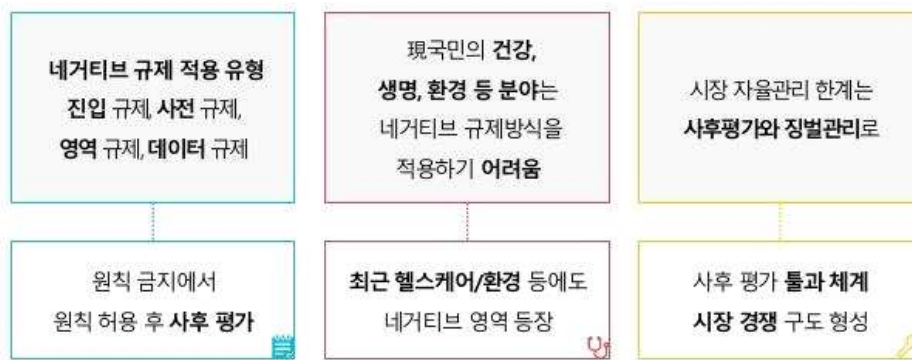 네거티브 규제 적용 유형
진입 규제, 사전 규제,
영역 규제, 데이터 규제
現국민의 건강,
생명, 환경 등 분야는
네거티브 규제방식을
적용하기 어려움
시장 자율관리 한계는
사후평가와 징벌관리로
원칙 금지에서
원칙 허용 후 사후 평가
최근 헬스케어/환경 등에도
네거티브 영역 등장
사후 평가 툴과 체계
시장 경쟁 구도 형성